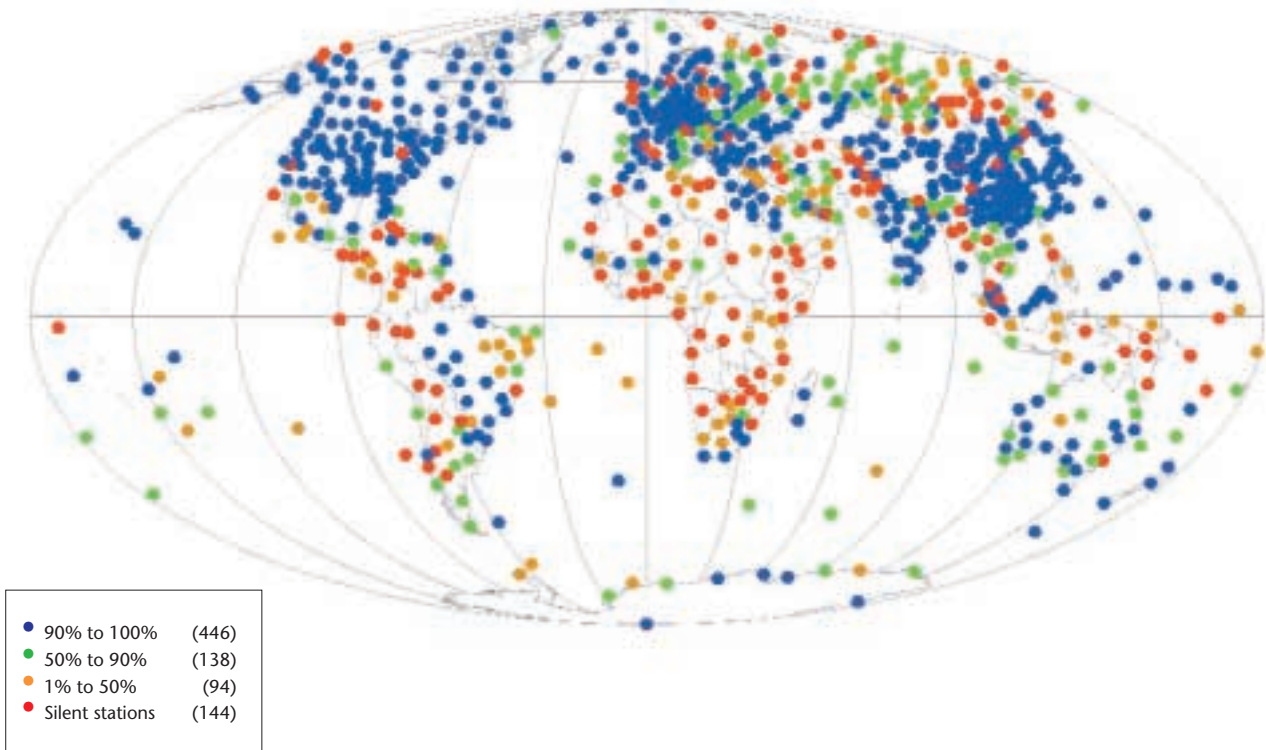 90% to 100% (446)
50% to 90% (138)
1% to 50% (94)
Silent stations (144)